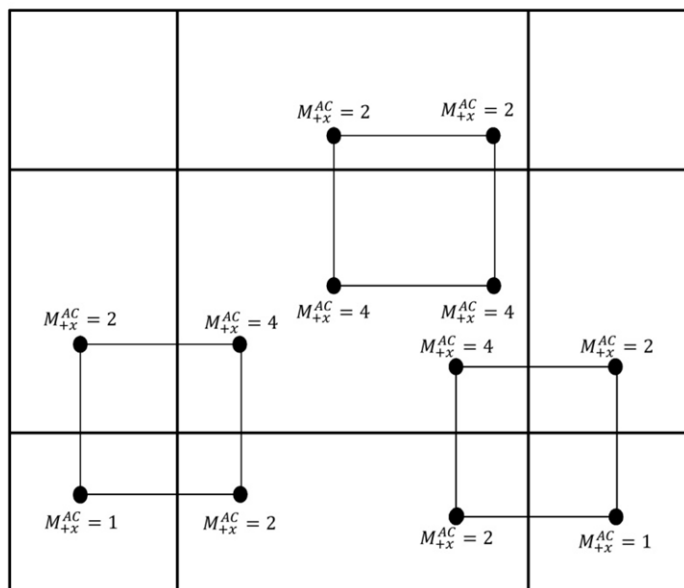 $M_{+x}^{AC} = 2$ $M_{+x}^{AC} = 2$
$M_{+x}^{AC} = 4$ $M_{+x}^{AC} = 4$
$M_{+x}^{AC} = 2$ $M_{+x}^{AC} = 4$
$M_{+x}^{AC} = 4$ $M_{+x}^{AC} = 2$
$M_{+x}^{AC} = 1$ $M_{+x}^{AC} = 2$
$M_{+x}^{AC} = 2$ $M_{+x}^{AC} = 1$